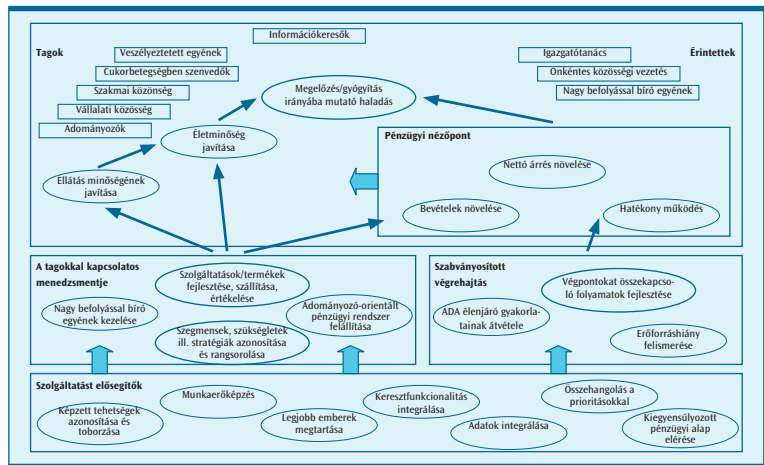 Információkeresők
Tagok
Veszélyeztetett egyének
Cukorbetegségben szenvedők
Szakmai közönség
Vállalati közösség
Adományozók
Igazgatótanács
Érintettek
Önkéntes közösségi vezetés
Nagy befolyással bíró egyének
Megelőzés/gyógyítás
irányába mutató haladás
Életminőség
javítása
Ellátás minőségének
javítása
Pénzügyi nézőpont
Nettó árrés növelése
Bevételek növelése
Hatékony működés
A tagokkal kapcsolatos
menedzsmentje
Szolgáltatások/termékek
fejlesztése, szállítása,
értékelése
Nagy befolyással bíró
egyének kezelése
Adományozó-orientált
pénzügyi rendszer
felállítása
Szegmensek, szükségletek
ill. stratégiák azonosítása
és rangsorolása
Szabványosított
végrehajtás
Végpontokat összekapcso-
ló folyamatok fejlesztése
ADA élenjáró gyakorla-
tainak átvétele
Erőforráshiány
felismerése
Szolgáltatást elősegítők
Képzett tehetségek
azonosítása és
toborzása
Munkaerőképzés
Legjobb emberek
megtartása
Keresztfunkcionalitás
integrálása
Adatok integrálása
Összehangolás a
prioritásokkal
Kiegyensúlyozott
pénzügyi alap
elérése